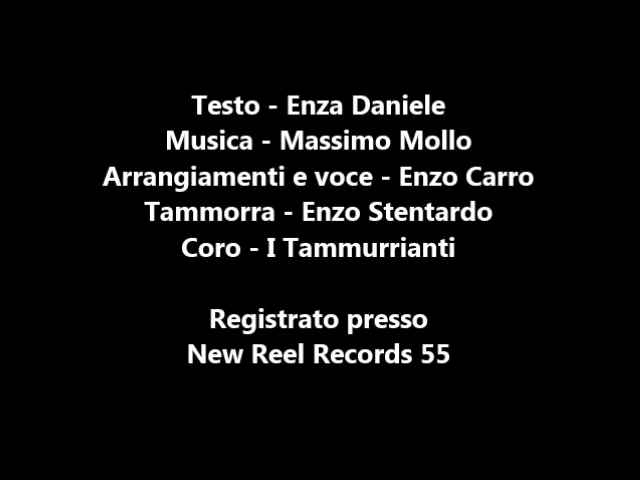 Testo - Enza Daniele
Musica - Massimo Mollo
Arrangiamenti e voce - Enzo Carro
Tammorra - Enzo Stentardo
Coro - I Tammurrianti
Registrato presso
New Reel Records 55